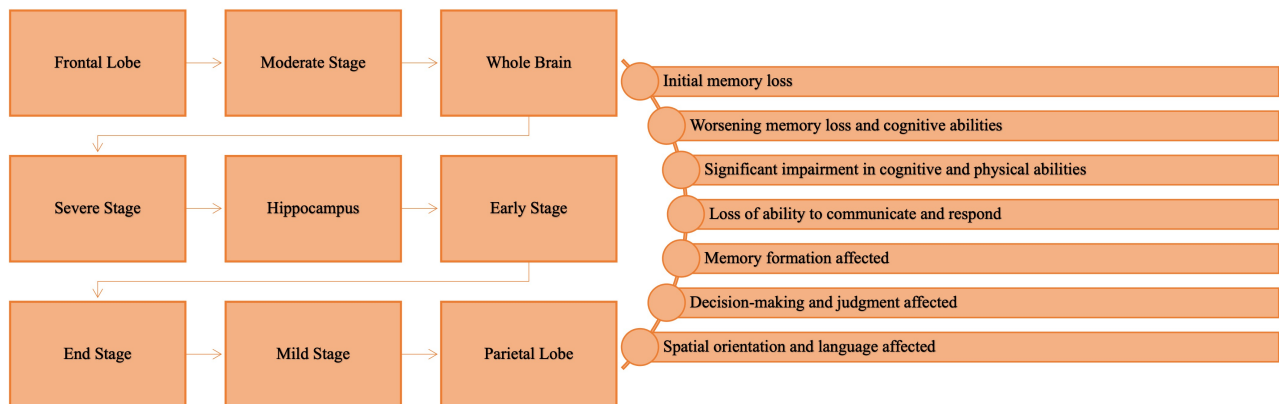 Frontal Lobe
Moderate Stage
Whole Brain
Severe Stage
Hippocampus
Early Stage
End Stage
Mild Stage
Parietal Lobe
Initial memory loss
Worsening memory loss and cognitive abilities
Significant impairment in cognitive and physical abilities
Loss of ability to communicate and respond
Memory formation affected
Decision-making and judgment affected
Spatial orientation and language affected